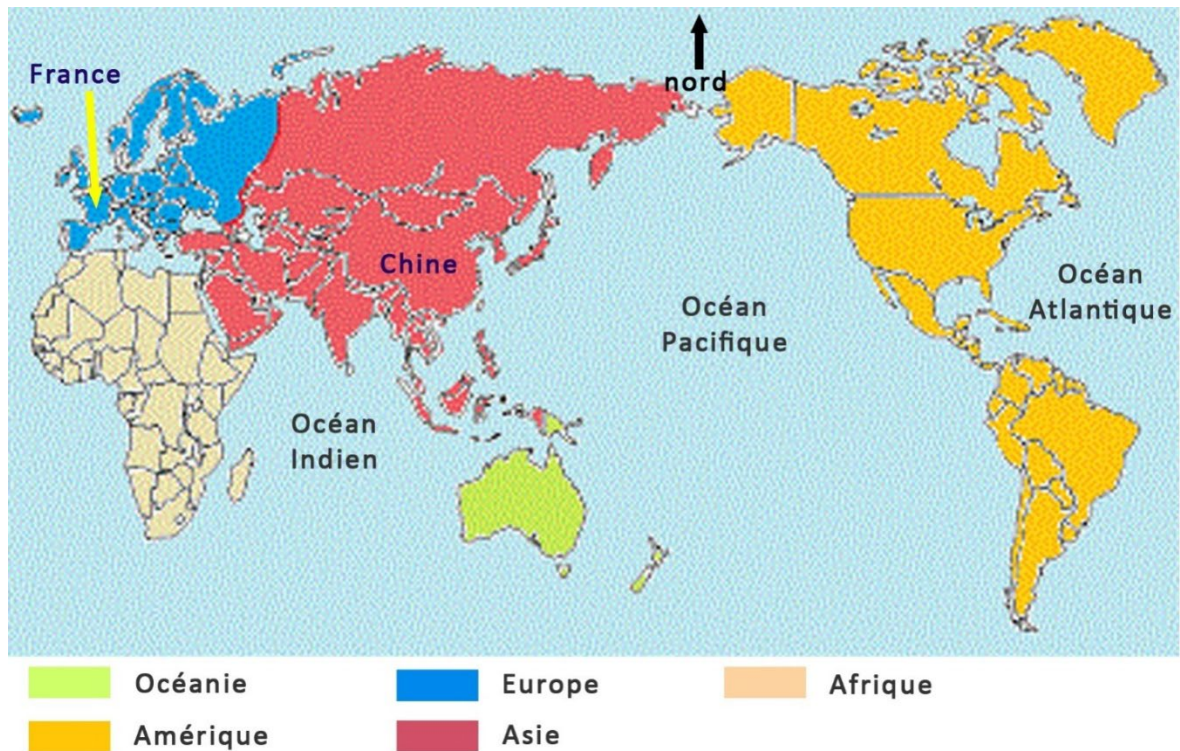 nord
France
Chine
Océan
Pacifique
Océan
Atlantique
Océan
Indien
Océanie
Europe
Afrique
Amérique
Asie